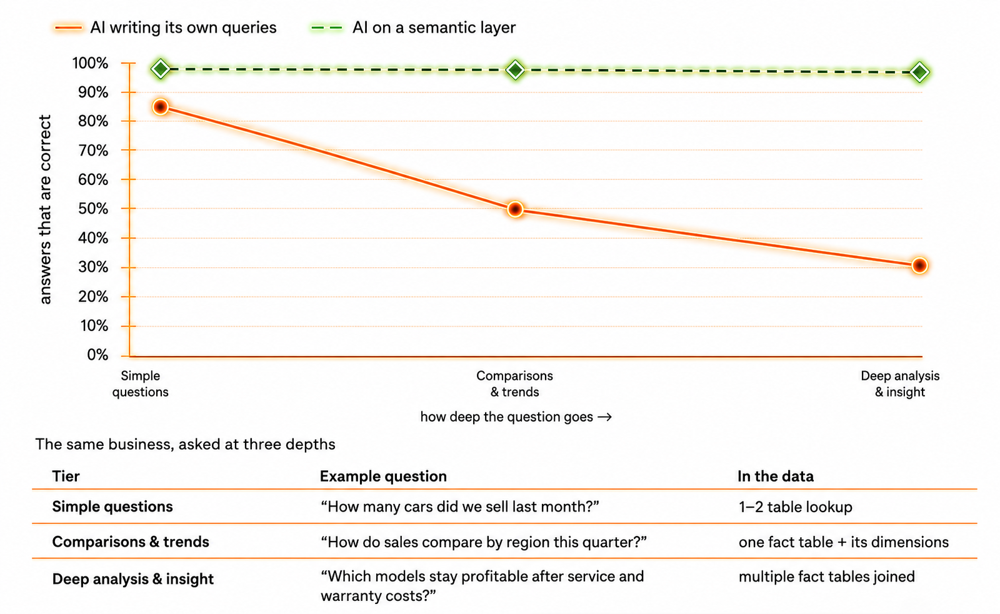 AI writing its own queries
AI on a semantic layer
answers that are correct
100%
90%
80%
70%
60%
50%
40%
30%
20%
10%
0%
Simple
questions
Comparisons
& trends
Deep analysis
& insight
how deep the question goes →
The same business, asked at three depths
Tier
Example question
In the data
Simple questions
“How many cars did we sell last month?”
1–2 table lookup
Comparisons & trends
“How do sales compare by region this quarter?”
one fact table + its dimensions
Deep analysis & insight
“Which models stay profitable after service and
warranty costs?”
multiple fact tables joined